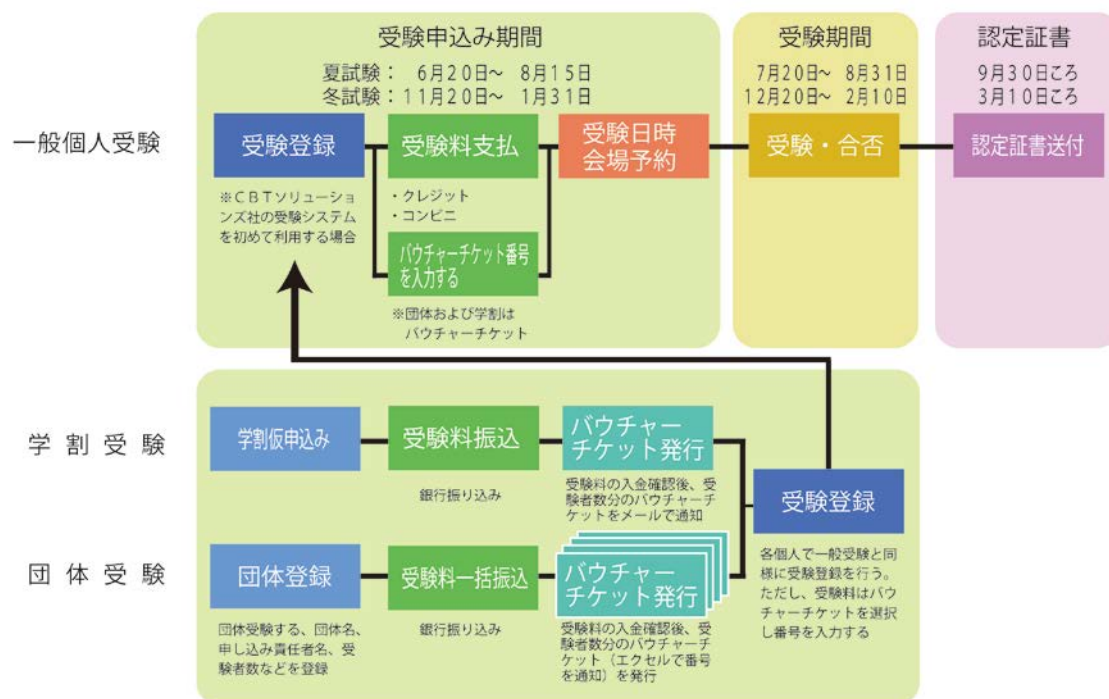 受験申込み期間
夏試験： 6月20日～ 8月15日
冬試験：11月20日～ 1月31日
受験期間
7月20日～ 8月31日
12月20日～ 2月10日
認定証書
9月30日ころ
3月10日ころ
一般個人受験
受験登録
※ＣＢＴソリューショ
ンズ社の受験システム
を初めて利用する場合
受験料支払
・クレジット
・コンビニ
バウチャーチケット番号
を入力する
※団体および学割は
バウチャーチケット
受験日時
会場予約
受験・合否
認定証書送付
学割受験
学割仮申込み
受験料振込
銀行振り込み
バウチャー
チケット発行
受験料の入金確認後、受
験者数分のバウチャーチ
ケットをメールで通知
団体受験
団体登録
団体受験する、団体名、
申し込み責任者名、受
験者数などを登録
受験料一括振込
銀行振り込み
バウチャー
チケット発行
受験料の入金確認後、受
験者数分のバウチャーチ
ケット（エクセルで番号
を通知）を発行
受験登録
各個人で一般受験と同
様に受験登録を行う。
ただし、受験料はバウ
チャーチケットを選択
し番号を入力する